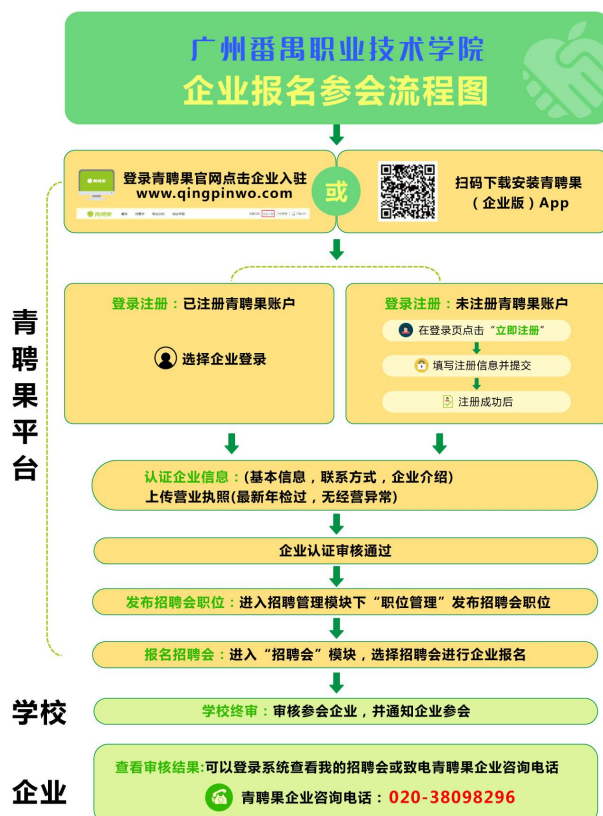 广州番禺职业技术学院
企业报名参会流程图
登录青聘果官网点击企业入驻
www.qingpinwo.com
或
扫码下载安装青聘果
（企业版）App
青聘果平台
登录注册：已注册青聘果账户
选择企业登录
登录注册：未注册青聘果账户
在登录页点击“立即注册”
填写注册信息并提交
注册成功后
认证企业信息：(基本信息，联系方式，企业介绍)
上传营业执照(最新年检过，无经营异常)
企业认证审核通过
发布招聘会职位：进入招聘管理模块下“职位管理”发布招聘会职位
报名招聘会：进入“招聘会”模块，选择招聘会进行企业报名
学校
学校终审：审核参会企业，并通知企业参会
企业
查看审核结果:可以登录系统查看我的招聘会或致电青聘果企业咨询电话
青聘果企业咨询电话：020-38098296